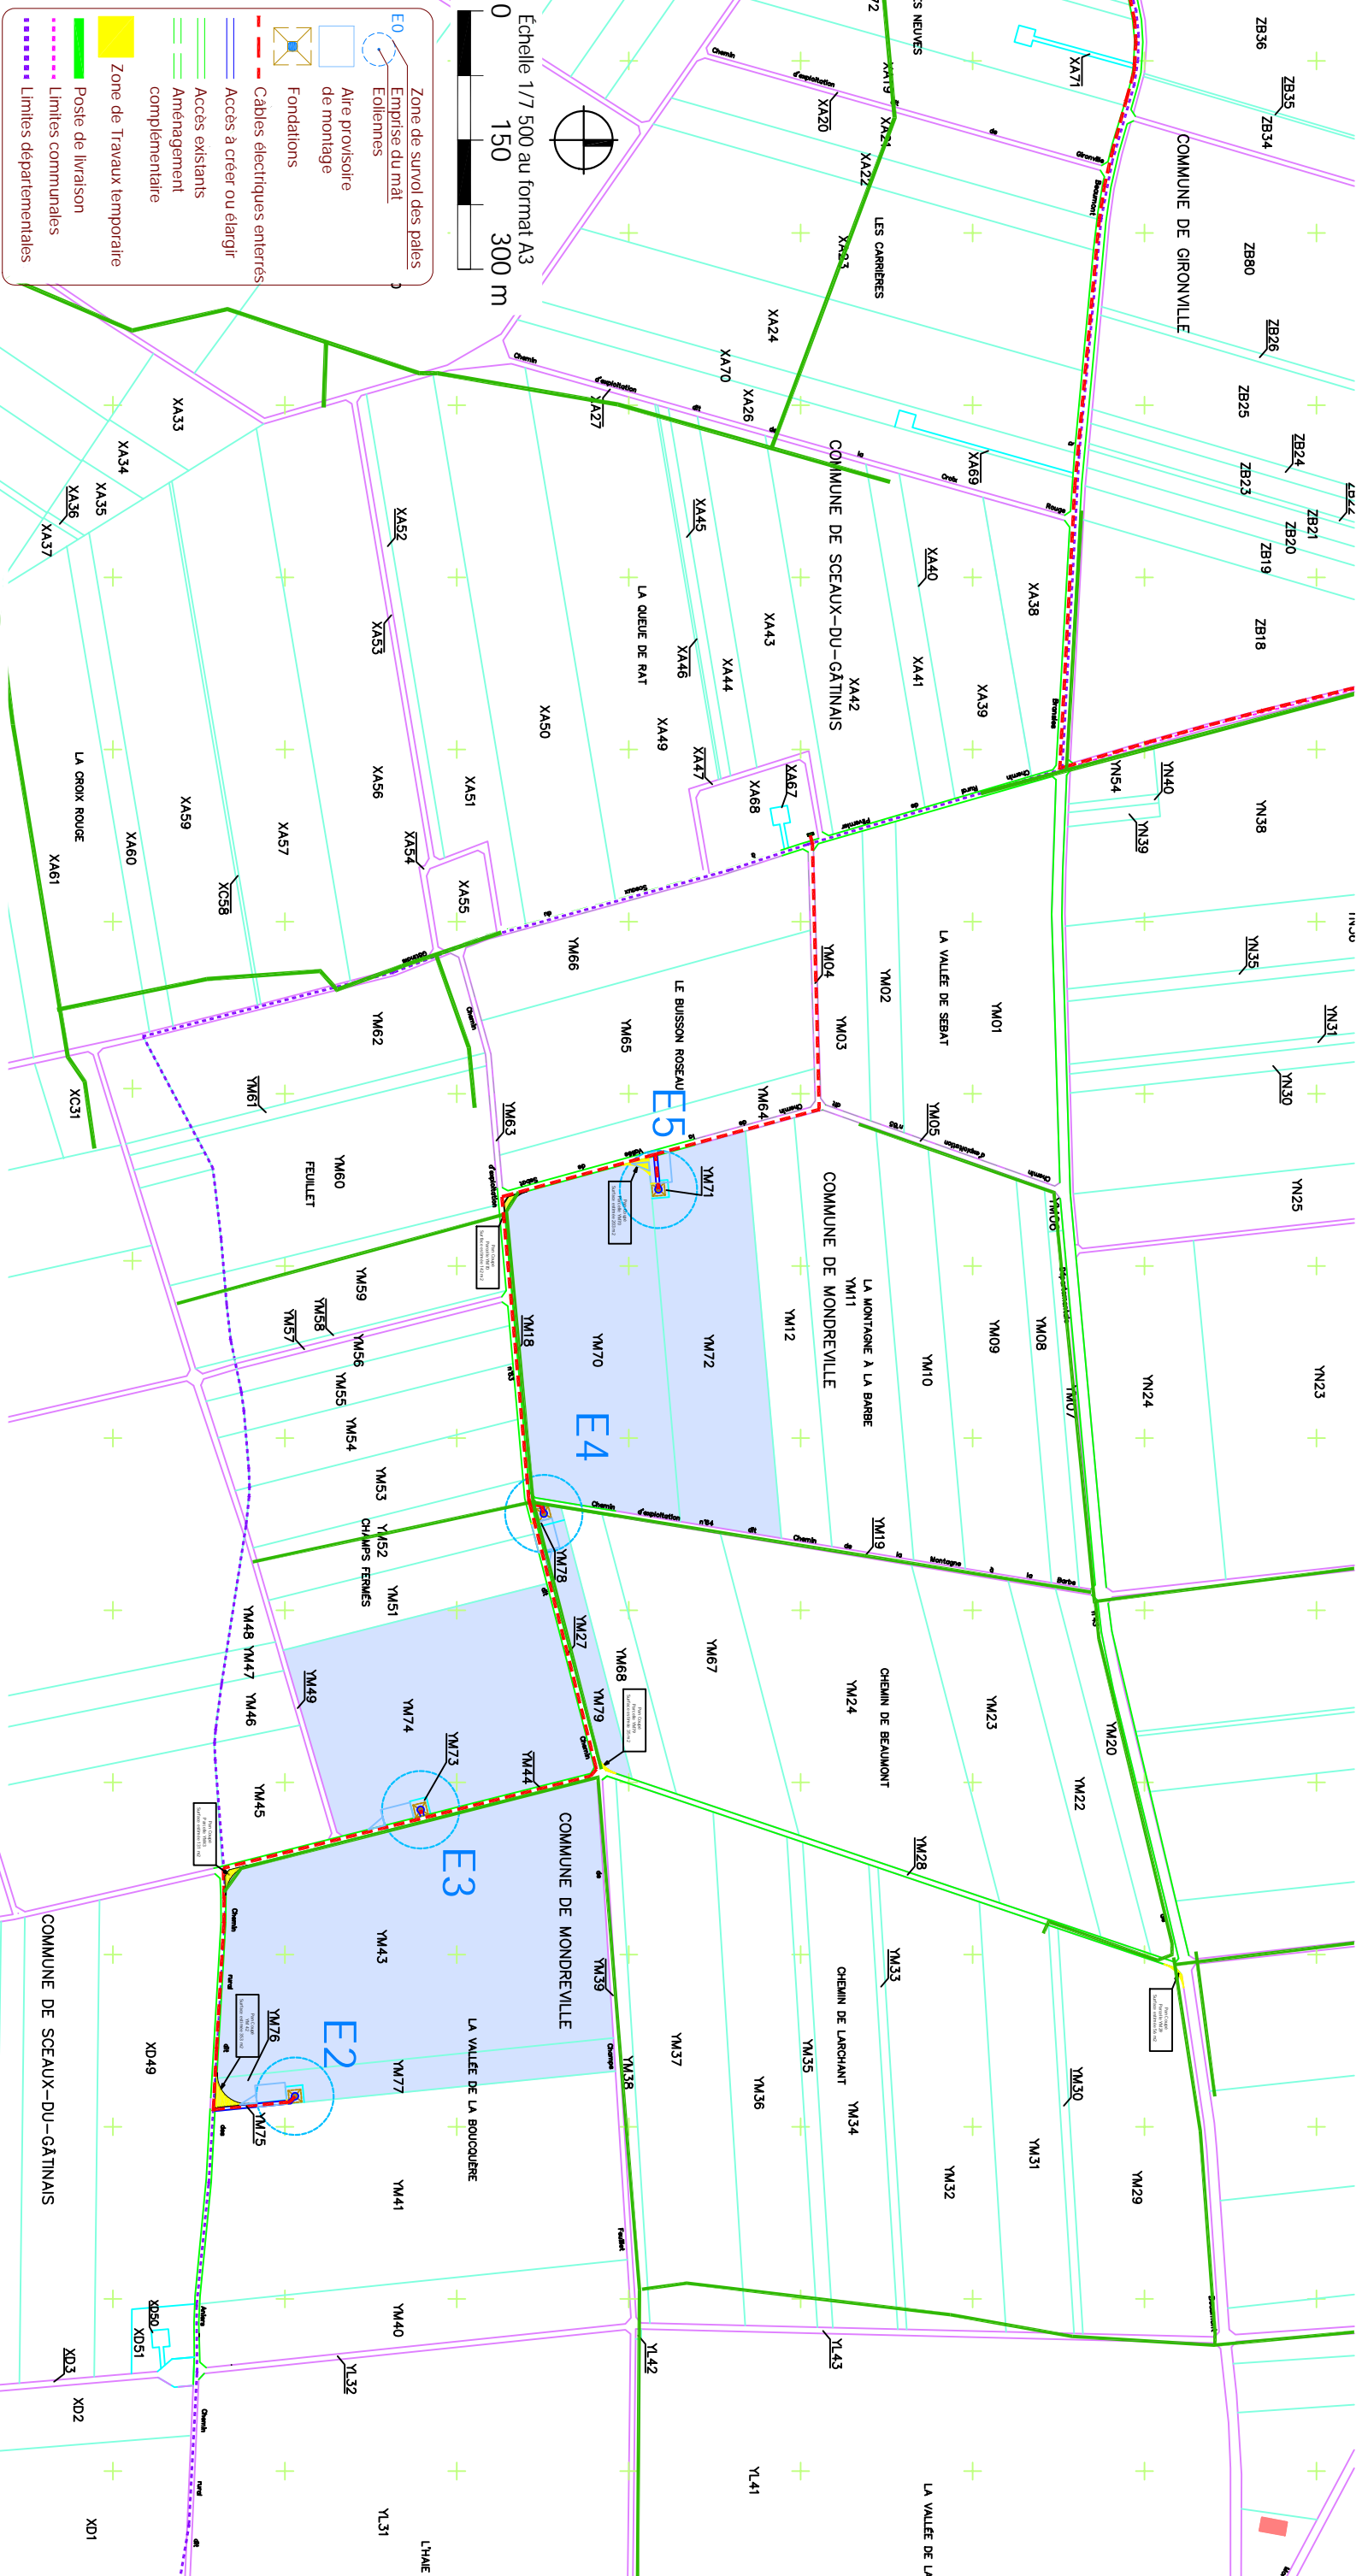 Zone de survol des pales
Emprise du mât
E0
Eoliennes
Aire provisoire
de montage
Fondations
Câbles électriques enterrés
Accès à créer ou élargir
Accès existants
Aménagement
complémentaire
Zone de Travaux temporaire
Poste de livraison
Limites communales
Limites départementales
Échelle 1/7 500 au format A3
0 150 300 m
ZB36
ZB35
ZB34
COMMUNE DE GIRONVILLE
ZB80
ZB26
ZB25
ZB24
ZB23
ZB21
ZB20
ZB19
ZB18
XA71
XA20
XA22
XA23
LES CARRIÈRES
XA24
XA70
XA26
XA27
XA69
COMMUNE DE SCEAUX-DU-GÂTINAIS
XA45
XA40
XA38
XA43
LA QUEUE DE RAT
XA46
XA44
XA42
XA41
XA39
XA49
XA47
XA68
XA67
XA50
XA51
XA52
XA53
XA56
XA54
XA55
XA33
XA34
XA35
XA36
XA37
XA57
XA59
XA60
XA61
LA CROIX ROUGE
XC58
XC31
YN54
YN40
YN39
YN38
YN35
YN31
YN30
YN25
YN24
YN23
YM66
YM04
YM02
LA VALLÉE DE SEBAT
YM01
YM03
YM65
LE BUISSON ROSEAU
YM64
YM05
YM62
YM61
YM63
YM60
FEUILLET
YM59
YM58
YM57
YM56
YM55
YM54
YM53
YM52
CHAMPS FERMÉS
YM51
E5
YM71
YM18
YM70
YM72
YM12
COMMUNE DE MONDREVILLE
YM11
LA MONTAGNE À LA BARBE
YM10
YM09
YM08
YM07
YM06
E4
YM78
YM19
YM27
YM68
YM79
YM67
YM24
CHEMIN DE BEAUMONT
YM23
YM22
YM20
YM28
YM48
YM47
YM46
YM45
YM49
YM74
YM73
YM44
E3
COMMUNE DE MONDREVILLE
YM43
YM39
YM76
E2
YM77
YM75
LA VALLÉE DE LA BOUCQUÈRE
YM41
YM40
YM38
YM37
YM36
YM35
CHEMIN DE LARCHANT
YM34
YM33
YM32
YM31
YM30
YM29
COMMUNE DE SCEAUX-DU-GÂTINAIS
XD49
XD50
XD51
XD3
XD2
XD1
YL32
YL42
YL43
YL41
YL31
L'HAIE
LA VALLÉE DE LA